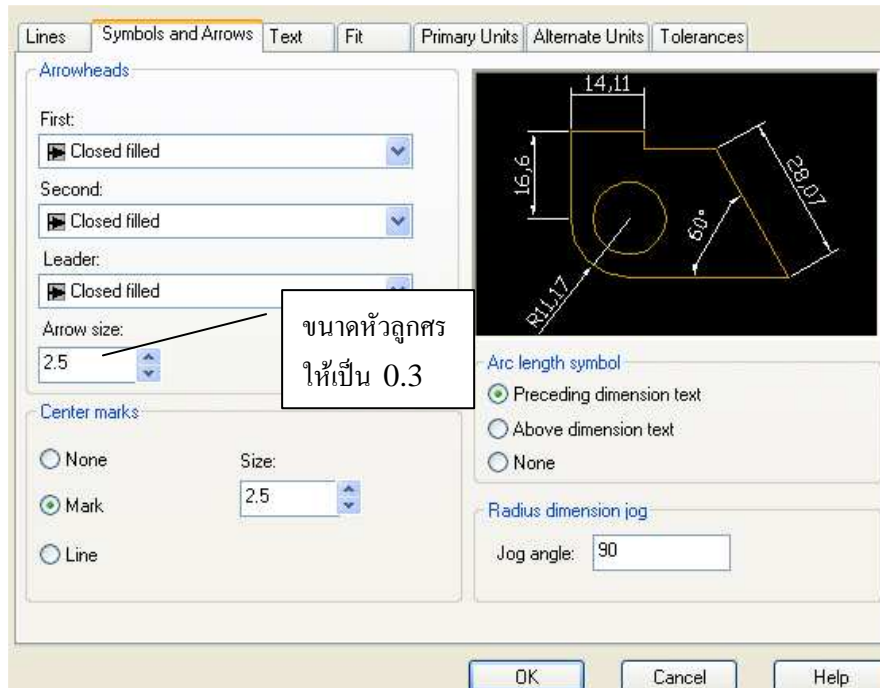 Lines Symbols and Arrows Text Fit Primary Units Alternate Units Tolerances
Arrowheads
First:
Closed filled
Second:
Closed filled
Leader:
Closed filled
Arrow size:
2.5
ขนาดหัวลูกศร
ให้เป็น 0.3
Center marks
None
Mark
Line
Size:
2.5
14,11
16,6
28,07
60°
R11,17
Arc length symbol
Preceding dimension text
Above dimension text
None
Radius dimension jog
Jog angle: 90
OK Cancel Help